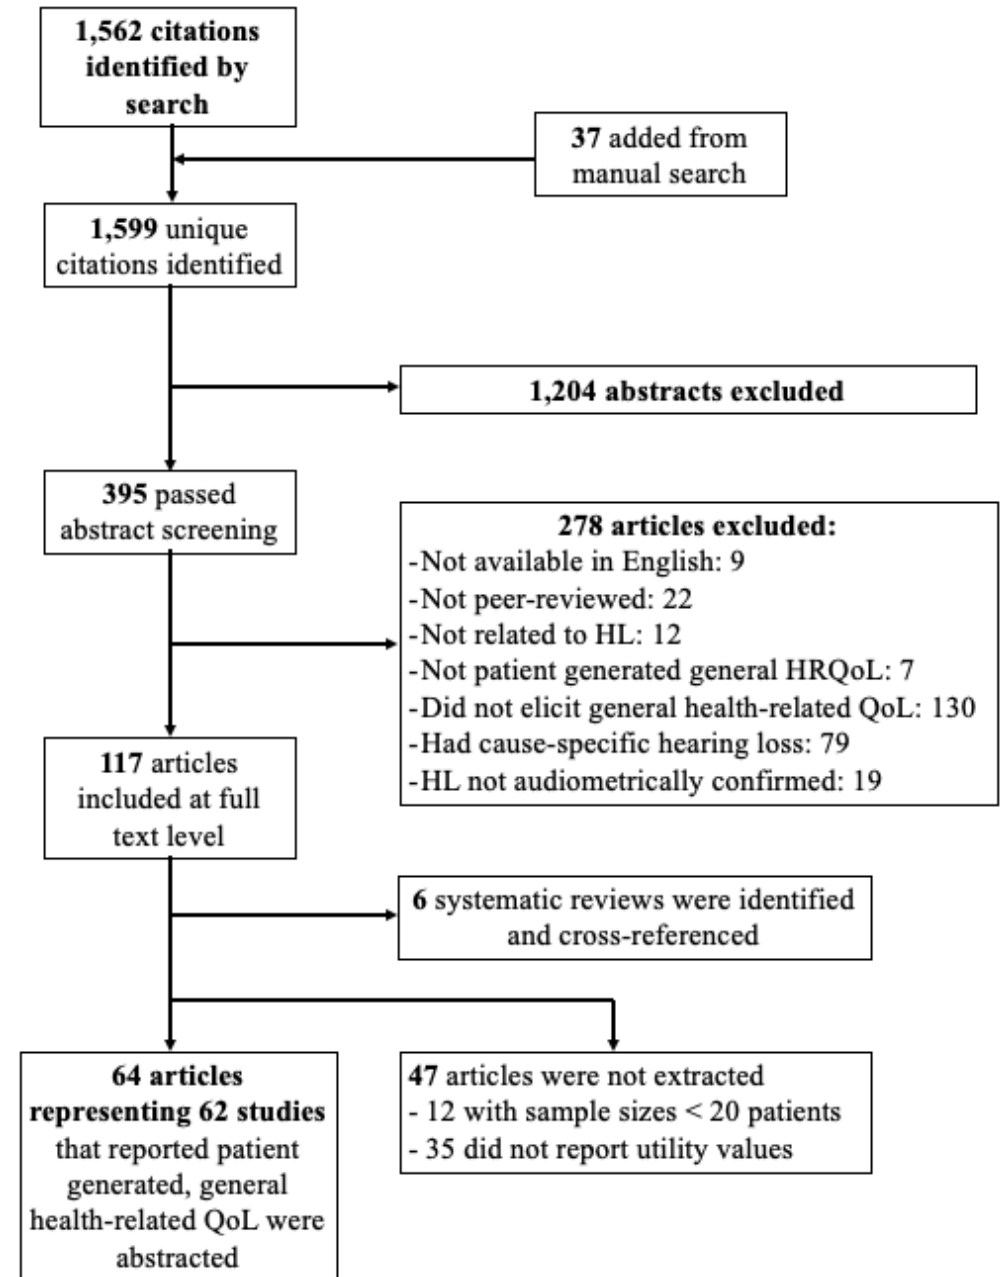 1,562 citations
identified by
search
37 added from
manual search
1,599 unique
citations identified
1,204 abstracts excluded
395 passed
abstract screening
278 articles excluded:
-Not available in English: 9
-Not peer-reviewed: 22
-Not related to HL: 12
-Not patient generated general HRQoL: 7
-Did not elicit general health-related QoL: 130
-Had cause-specific hearing loss: 79
-HL not audiometrically confirmed: 19
117 articles
included at full
text level
6 systematic reviews were identified
and cross-referenced
64 articles
representing 62 studies
that reported patient
generated, general
health-related QoL were
abstracted
47 articles were not extracted
- 12 with sample sizes < 20 patients
- 35 did not report utility values